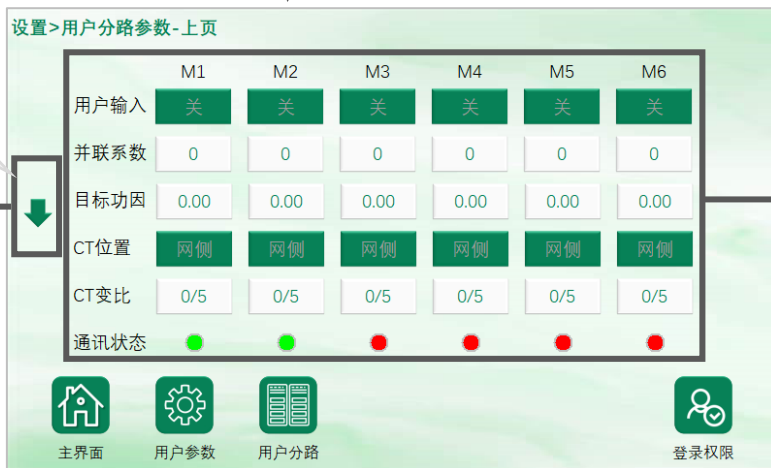 设置>用户分路参数-上页
M1 M2 M3 M4 M5 M6
用户输入 关 关 关 关 关 关
并联系数 0 0 0 0 0 0
目标功因 0.00 0.00 0.00 0.00 0.00 0.00
CT位置 网侧 网侧 网侧 网侧 网侧 网侧
CT变比 0/5 0/5 0/5 0/5 0/5 0/5
通讯状态
主界面 用户参数 用户分路 登录权限